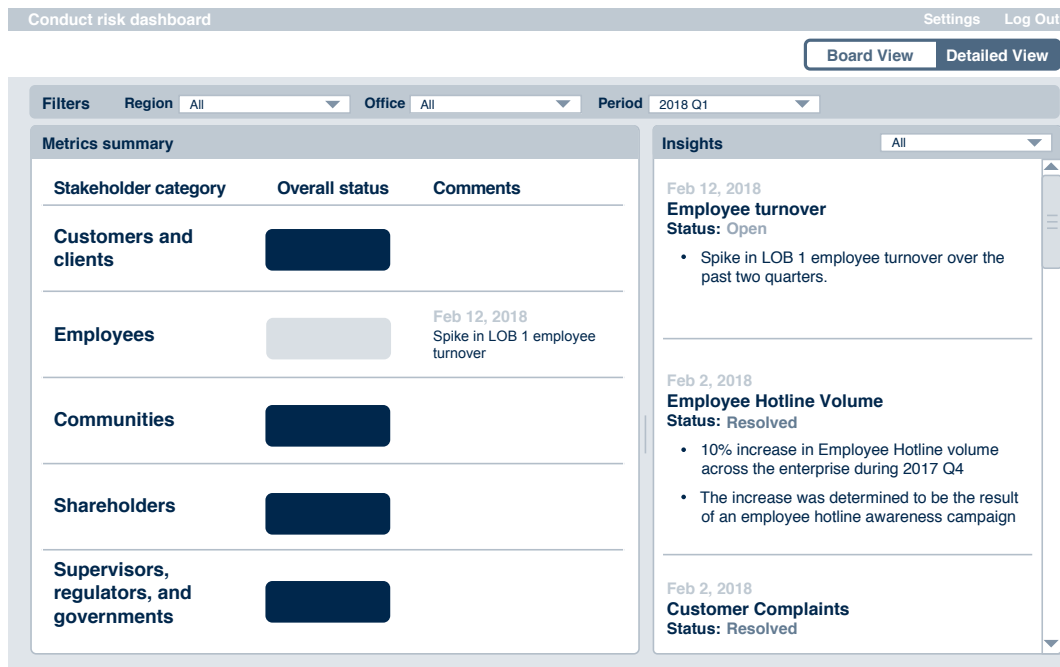 Conduct risk dashboard
Settings Log Out
Board View Detailed View
Filters Region All Office All Period 2018 Q1
Metrics summary
Stakeholder category Overall status Comments
Customers and
clients
Employees
Feb 12, 2018
Spike in LOB 1 employee
turnover
Communities
Shareholders
Supervisors,
regulators, and
governments
Insights All
Feb 12, 2018
Employee turnover
Status: Open
• Spike in LOB 1 employee turnover over the
past two quarters.
Feb 2, 2018
Employee Hotline Volume
Status: Resolved
• 10% increase in Employee Hotline volume
across the enterprise during 2017 Q4
• The increase was determined to be the result
of an employee hotline awareness campaign
Feb 2, 2018
Customer Complaints
Status: Resolved